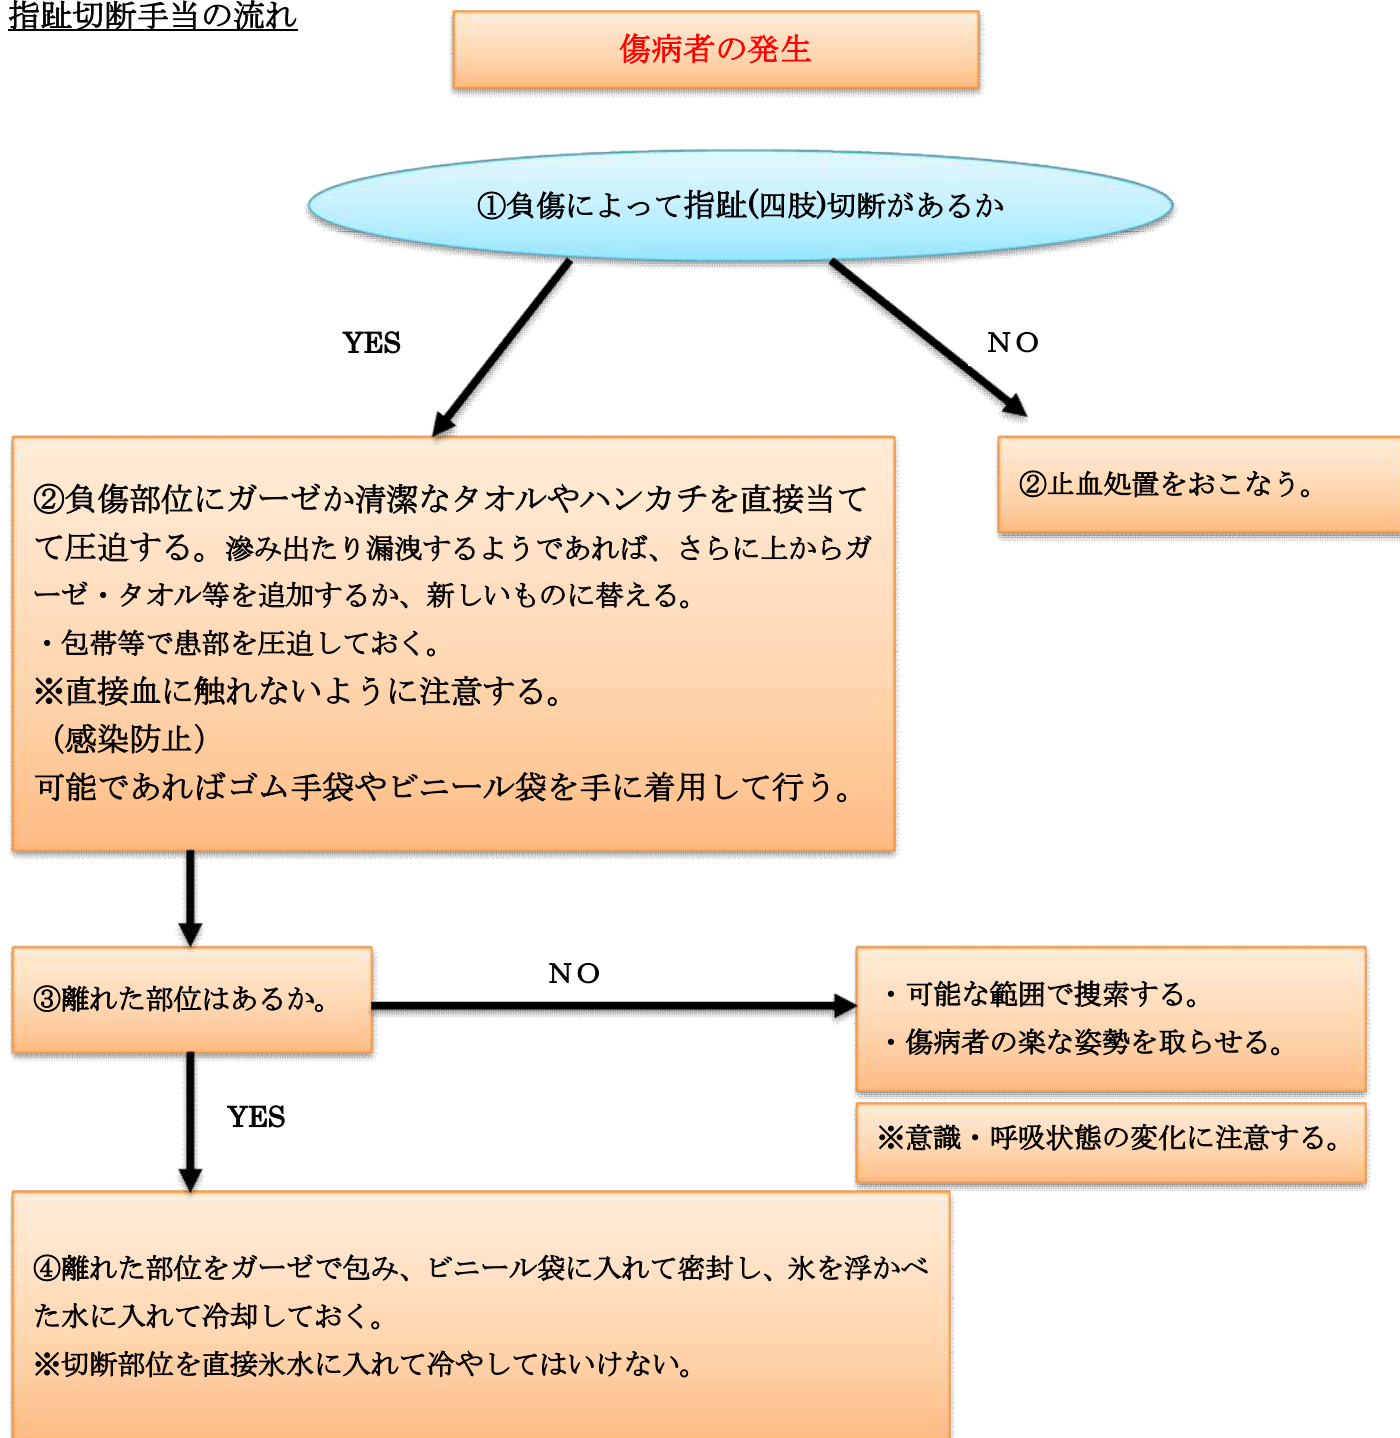 指趾切断手当の流れ
傷病者の発生
①負傷によって指趾(四肢)切断があるか
YES
ＮＯ
②負傷部位にガーゼか清潔なタオルやハンカチを直接当て
て圧迫する。滲み出たり漏洩するようであれば、さらに上からガ
ーゼ・タオル等を追加するか、新しいものに替える。
・包帯等で患部を圧迫しておく。
※直接血に触れないように注意する。
（感染防止）
可能であればゴム手袋やビニール袋を手に着用して行う。
②止血処置をおこなう。
③離れた部位はあるか。
ＮＯ
・可能な範囲で捜索する。
・傷病者の楽な姿勢を取らせる。
※意識・呼吸状態の変化に注意する。
YES
④離れた部位をガーゼで包み、ビニール袋に入れて密封し、氷を浮かべ
た水に入れて冷却しておく。
※切断部位を直接氷水に入れて冷やしてはいけない。